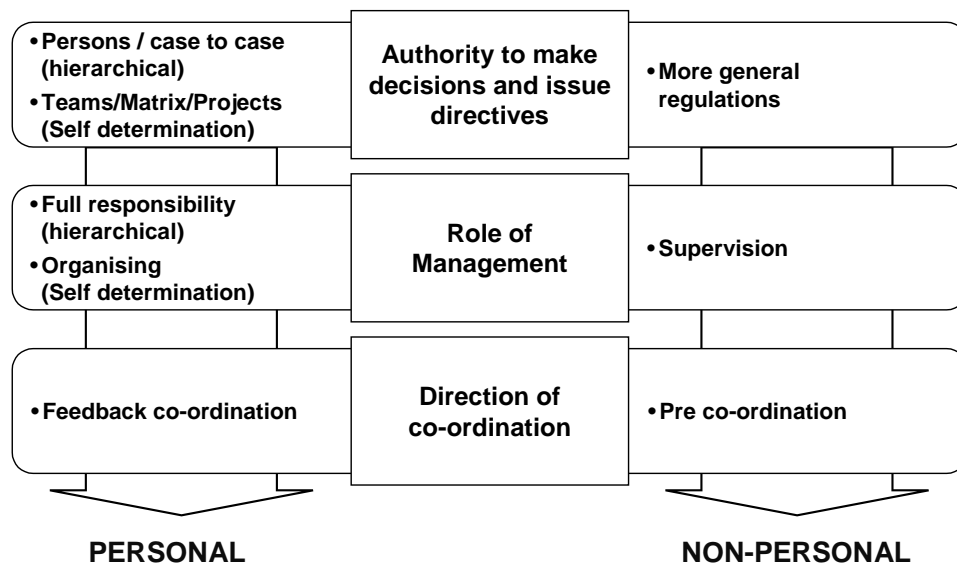 • Persons / case to case
(hierarchical)
• Teams/Matrix/Projects
(Self determination)
Authority to make
decisions and issue
directives
• More general
regulations
• Full responsibility
(hierarchical)
• Organising
(Self determination)
Role of
Management
• Supervision
• Feedback co-ordination
Direction of
co-ordination
• Pre co-ordination
PERSONAL
NON-PERSONAL